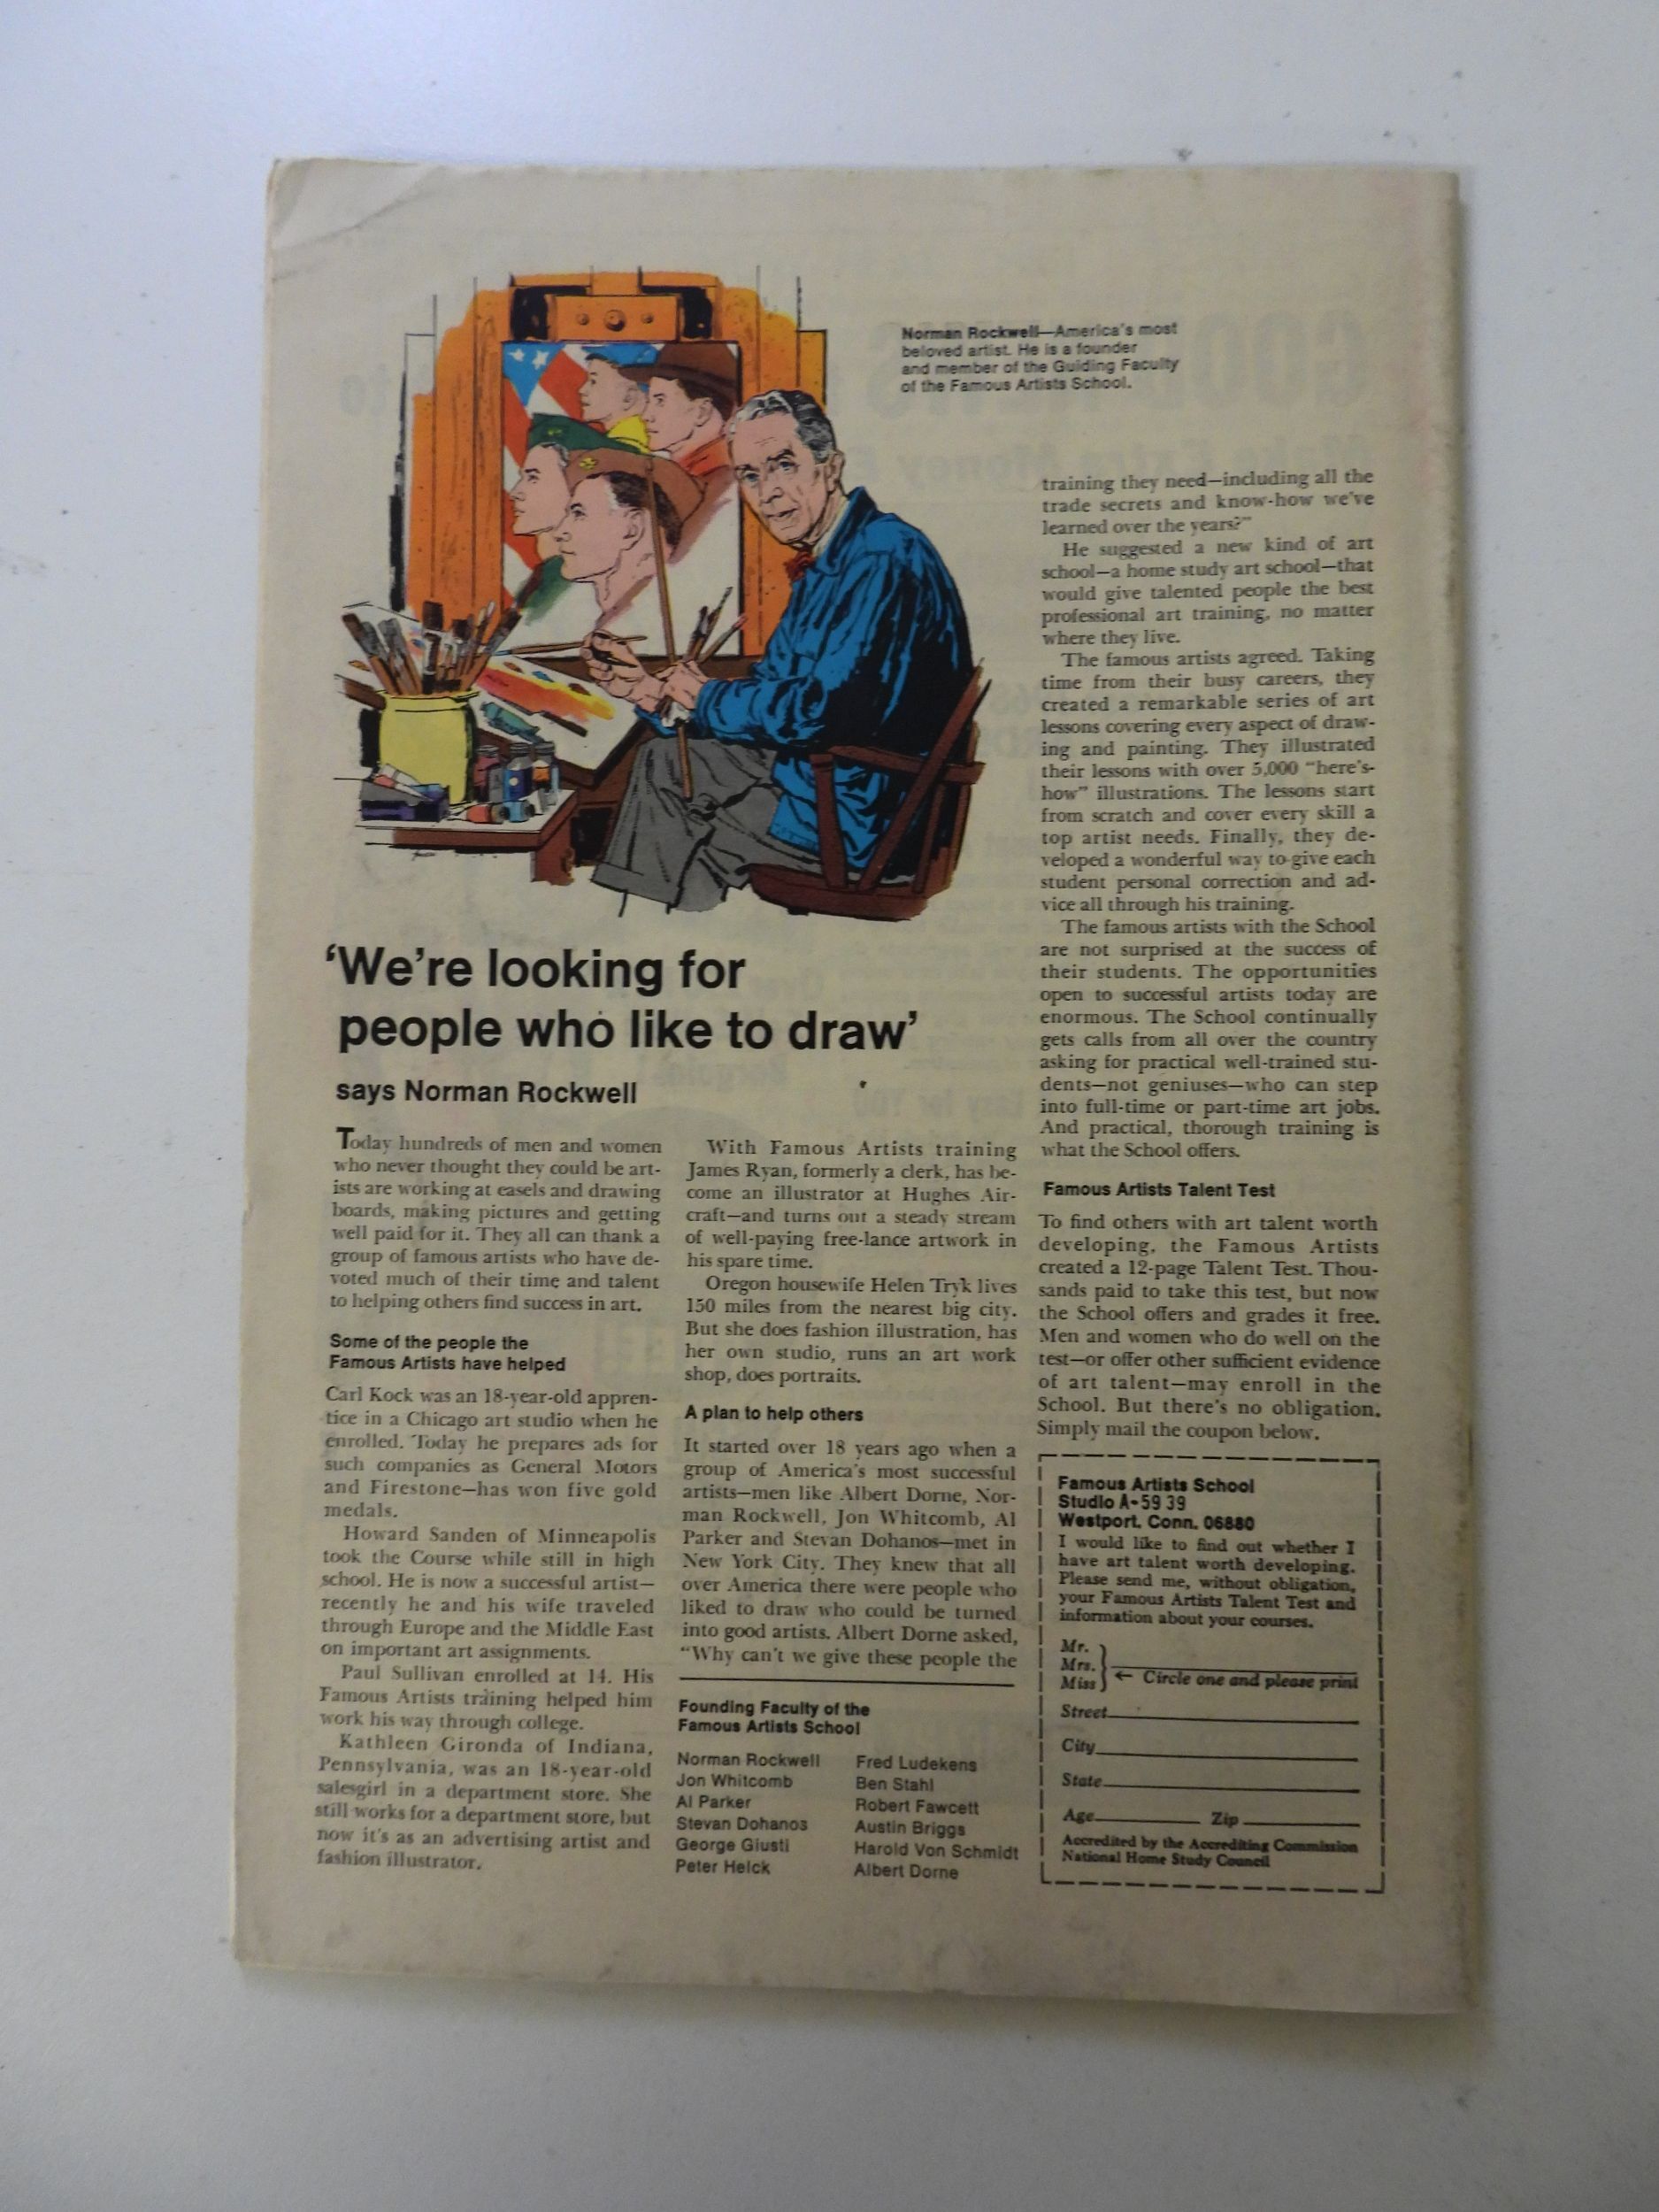 Norman Rockwell—America's most
beloved artist. He is a founder
and member of the Guiding Faculty
of the Famous Artists School.
'We're looking for
people who like to draw'
says Norman Rockwell
Today hundreds of men and women
who never thought they could be art-
ists are working at easels and drawing
boards, making pictures and getting
well paid for it. They all can thank a
group of famous artists who have de-
voted much of their time and talent
to helping others find success in art.
Some of the people the
Famous Artists have helped
Carl Kock was an 18-year-old appren-
tice in a Chicago art studio when he
enrolled. Today he prepares ads for
such companies as General Motors
and Firestone—has won five gold
medals.
Howard Sanden of Minneapolis
took the Course while still in high
school. He is now a successful artist—
recently he and his wife traveled
through Europe and the Middle East
on important art assignments.
Paul Sullivan enrolled at 14. His
Famous Artists training helped him
work his way through college.
Kathleen Gironda of Indiana,
Pennsylvania, was an 18-year-old
salesgirl in a department store. She
still works for a department store, but
now it's as an advertising artist and
fashion illustrator.
With Famous Artists training
James Ryan, formerly a clerk, has be-
come an illustrator at Hughes Air-
craft—and turns out a steady stream
of well-paying free-lance artwork in
his spare time.
Oregon housewife Helen Tryk lives
150 miles from the nearest big city.
But she does fashion illustration, has
her own studio, runs an art work
shop, does portraits.
A plan to help others
It started over 18 years ago when a
group of America's most successful
artists—men like Albert Dorne, Nor-
man Rockwell, Jon Whitcomb, Al
Parker and Stevan Dohanos—met in
New York City. They knew that all
over America there were people who
liked to draw who could be turned
into good artists. Albert Dorne asked,
"Why can't we give these people the
Founding Faculty of the
Famous Artists School
Norman Rockwell
Jon Whitcomb
Al Parker
Stevan Dohanos
George Giusti
Peter Helck
Fred Ludekens
Ben Stahl
Robert Fawcett
Austin Briggs
Harold Von Schmidt
Albert Dorne
training they need—including all the
trade secrets and know-how we've
learned over the years?"
He suggested a new kind of art
school—a home study art school—that
would give talented people the best
professional art training, no matter
where they live.
The famous artists agreed. Taking
time from their busy careers, they
created a remarkable series of art
lessons covering every aspect of draw-
ing and painting. They illustrated
their lessons with over 5,000 "here's-
how" illustrations. The lessons start
from scratch and cover every skill a
top artist needs. Finally, they de-
veloped a wonderful way to give each
student personal correction and ad-
vice all through his training.
The famous artists with the School
are not surprised at the success of
their students. The opportunities
open to successful artists today are
enormous. The School continually
gets calls from all over the country
asking for practical well-trained stu-
dents—not geniuses—who can step
into full-time or part-time art jobs.
And practical, thorough training is
what the School offers.
Famous Artists Talent Test
To find others with art talent worth
developing, the Famous Artists
created a 12-page Talent Test. Thou-
sands paid to take this test, but now
the School offers and grades it free.
Men and women who do well on the
test—or offer other sufficient evidence
of art talent—may enroll in the
School. But there's no obligation.
Simply mail the coupon below.
Famous Artists School
Studio A-59 39
Westport, Conn. 06880
I would like to find out whether I
have art talent worth developing.
Please send me, without obligation,
your Famous Artists Talent Test and
information about your courses.
Mr.
Mrs.
Miss
← Circle one and please print
Street
City
State
Age Zip
Accredited by the Accrediting Commission
National Home Study Council